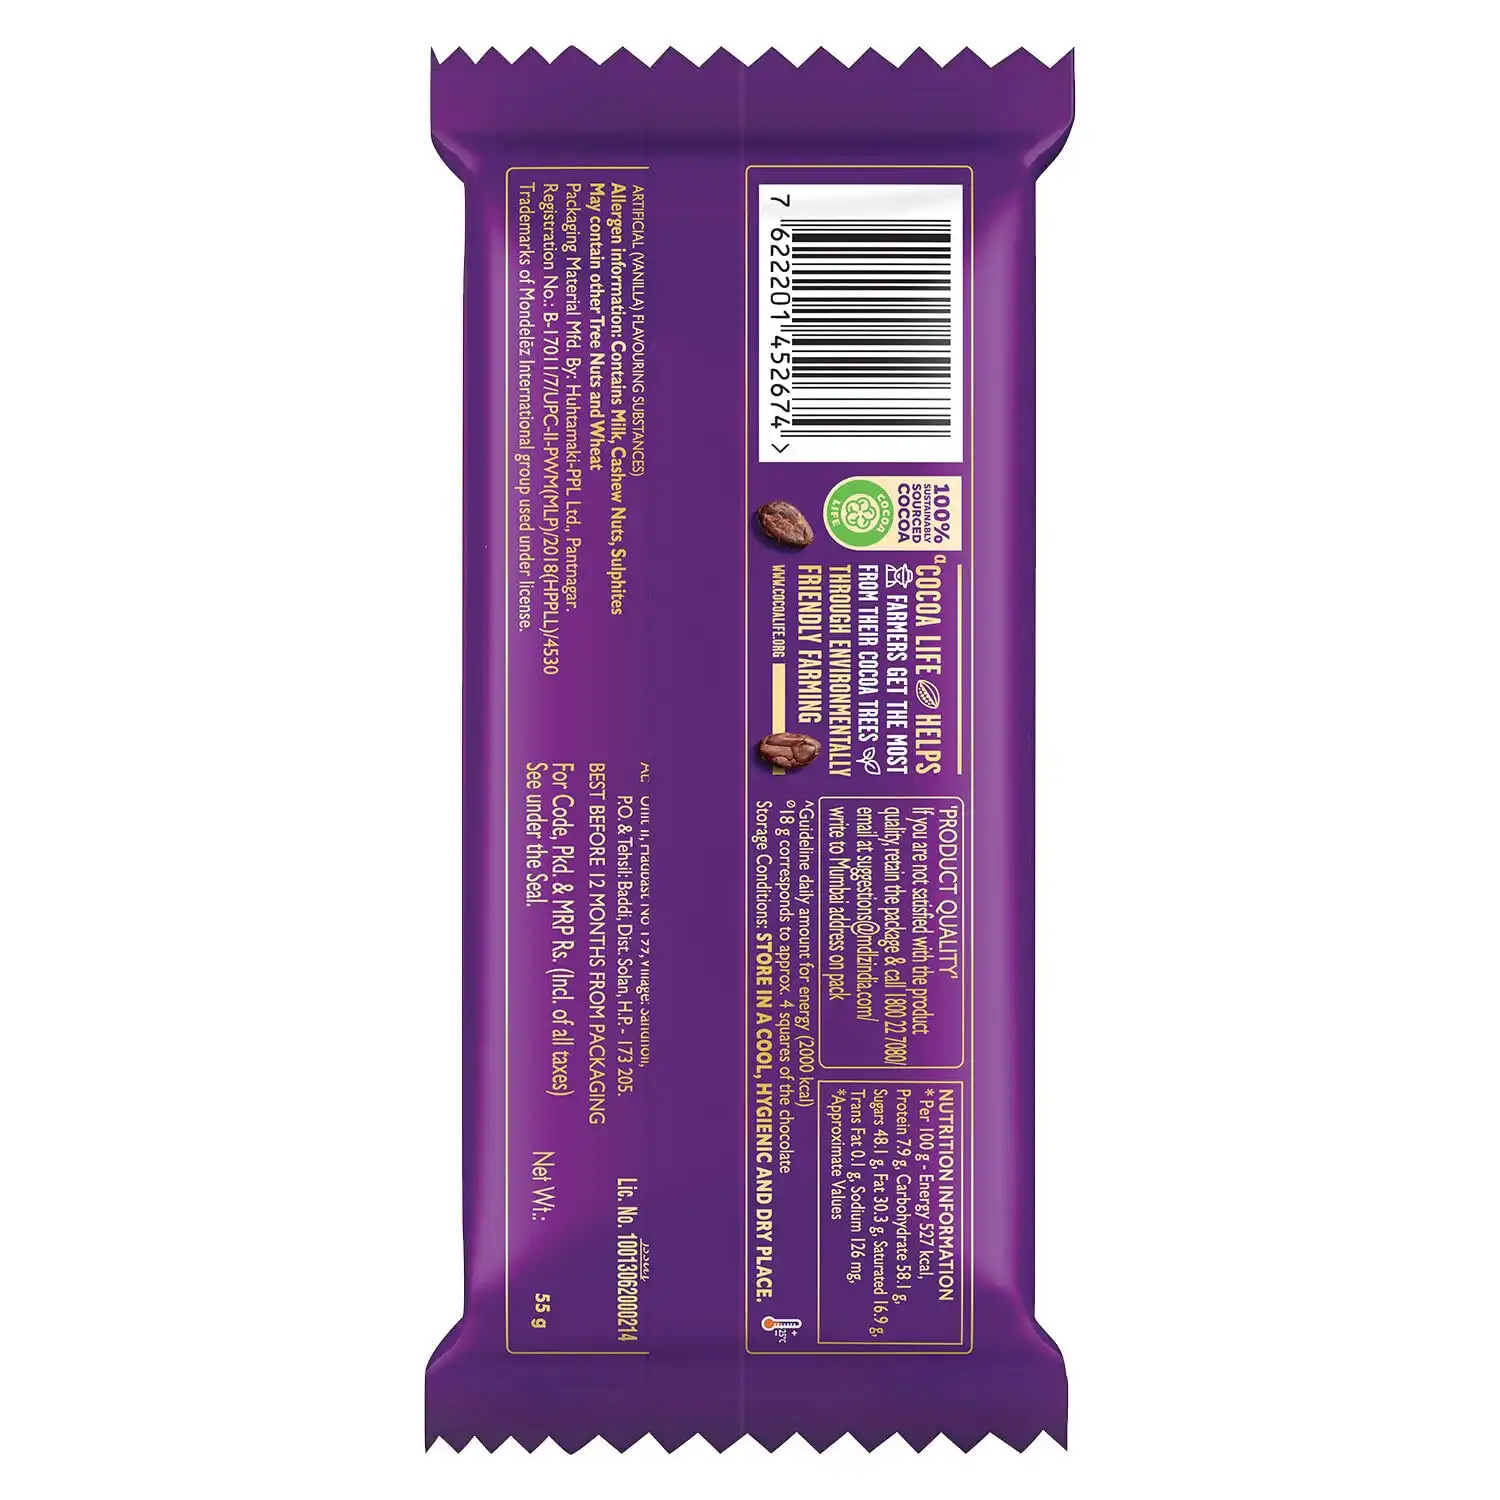 7 622201 452674 >
100%
SUSTAINABLY
SOURCED
COCOA
COCOA
LIFE
COCOA LIFE HELPS
FARMERS GET THE MOST
FROM THEIR COCOA TREES
THROUGH ENVIRONMENTALLY
FRIENDLY FARMING
WWW.COCOALIFE.ORG
'PRODUCT QUALITY'
If you are not satisfied with the product
quality, retain the package & call 1800 22 7080/
email at suggestions@mdlzindia.com/
write to Mumbai address on pack
NUTRITION INFORMATION
* Per 100 g - Energy 527 kcal,
Protein 7.9 g, Carbohydrate 58.1 g,
Sugars 48.1 g, Fat 30.3 g, Saturated 16.9 g,
Trans Fat 0.1 g, Sodium 126 mg,
*Approximate Values
^Guideline daily amount for energy (2000 kcal)
ø18 g corresponds to approx. 4 squares of the chocolate
Storage Conditions: STORE IN A COOL, HYGIENIC AND DRY PLACE.
25°C
ARTIFICIAL (VANILLA) FLAVOURING SUBSTANCES)
Allergen information: Contains Milk, Cashew Nuts, Sulphites
May contain other Tree Nuts and Wheat
Packaging Material Mfd. By: Huhtamaki-PPL Ltd., Pantnagar.
Registration No.: B-17011/7/UPC-II-PWM(MLP)/2018(HPPLL)/4530
Trademarks of Mondelēz International group used under license.
P.O. & Tehsil: Baddi, Dist. Solan, H.P. - 173 205.
BEST BEFORE 12 MONTHS FROM PACKAGING
For Code, Pkd. & MRP Rs. (Incl. of all taxes)
See under the Seal.
Lic. No. 10013062000214
Net Wt.: 55 g